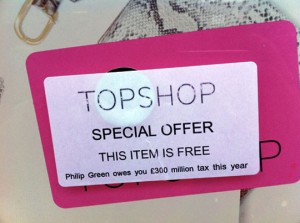 TOPSHOP
SPECIAL OFFER
THIS ITEM IS FREE
Philip Green owes you £300 million tax this year